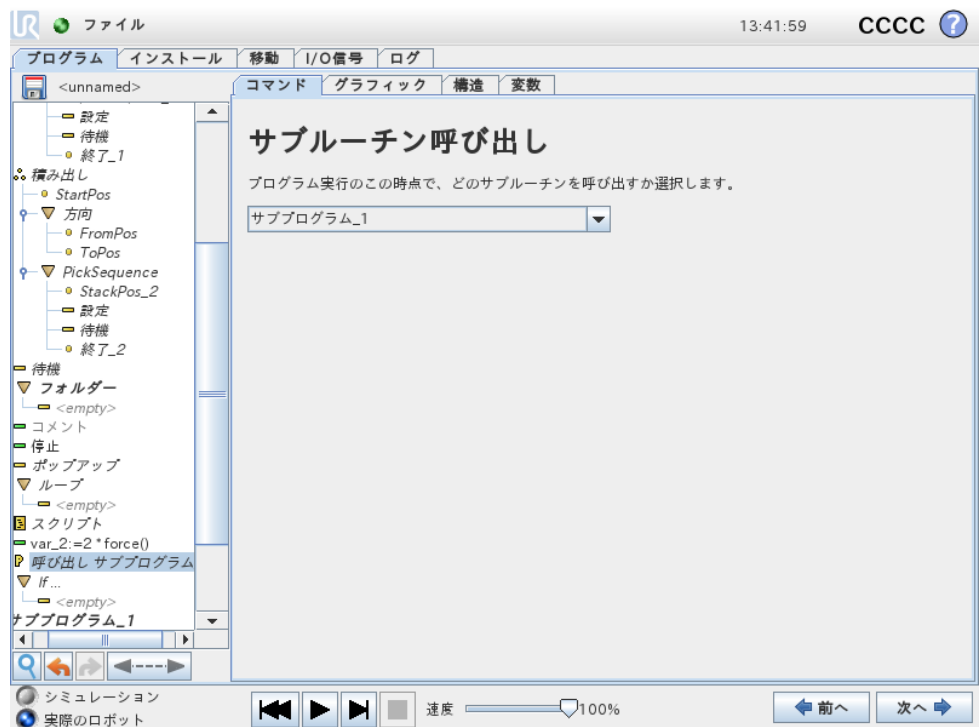 UR ファイル 13:41:59 CCCC ?
プログラム インストール 移動 I/O信号 ログ
<unnamed>
コマンド グラフィック 構造 変数
設定
待機
終了_1
積み出し
StartPos
方向
FromPos
ToPos
PickSequence
StackPos_2
設定
待機
終了_2
待機
フォルダー
<empty>
コメント
停止
ポップアップ
ループ
<empty>
スクリプト
var_2:=2 * force()
呼び出し サブプログラム
If ...
<empty>
サブプログラム_1
サブルーチン呼び出し
プログラム実行のこの時点で、どのサブルーチンを呼び出すか選択します。
サブプログラム_1
シミュレーション
実際のロボット
速度 100%
前へ 次へ